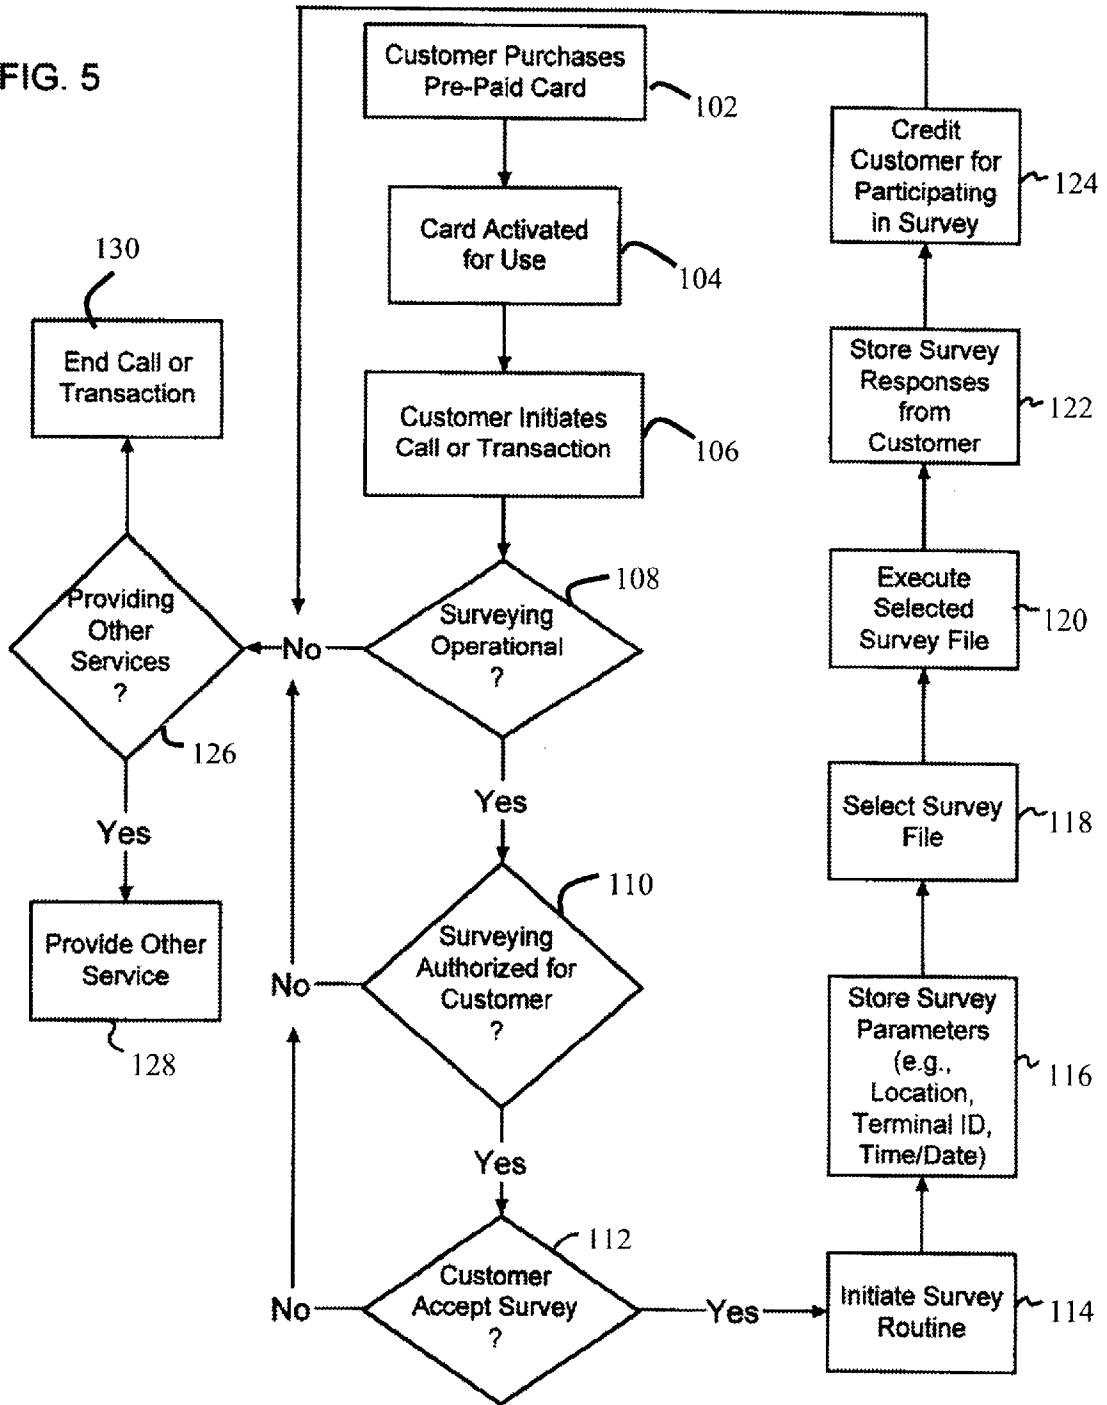 FIG. 5
Customer Purchases
Pre-Paid Card
102
Card Activated
for Use
104
Customer Initiates
Call or Transaction
106
Surveying
Operational
?
108
No
Yes
Surveying
Authorized for
Customer
?
110
No
Yes
Customer
Accept Survey
?
112
No
Yes
Initiate Survey
Routine
114
Store Survey
Parameters
(e.g.,
Location,
Terminal ID,
Time/Date)
116
Select Survey
File
118
Execute
Selected
Survey File
120
Store Survey
Responses
from
Customer
122
Credit
Customer for
Participating
in Survey
124
Providing
Other
Services
?
126
Yes
Provide Other
Service
128
End Call or
Transaction
130